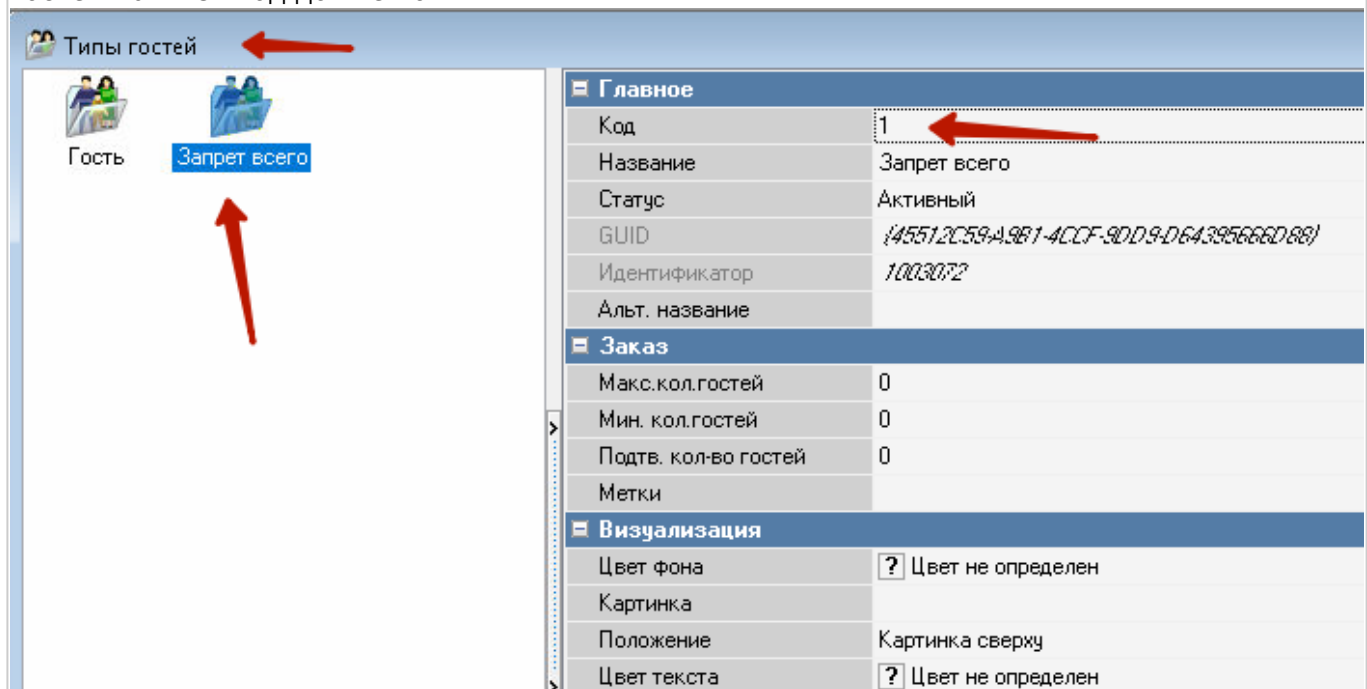 Типы гостей
Гость
Запрет всего
Главное
Код 1
Название Запрет всего
Статус Активный
GUID {45512C59-A9B1-4CCF-9DD9-D64395666D88}
Идентификатор 1003072
Альт. название
Заказ
Макс.кол.гостей 0
Мин. кол.гостей 0
Подтв. кол-во гостей 0
Метки
Визуализация
Цвет фона ? Цвет не определен
Картинка
Положение Картинка сверху
Цвет текста ? Цвет не определен